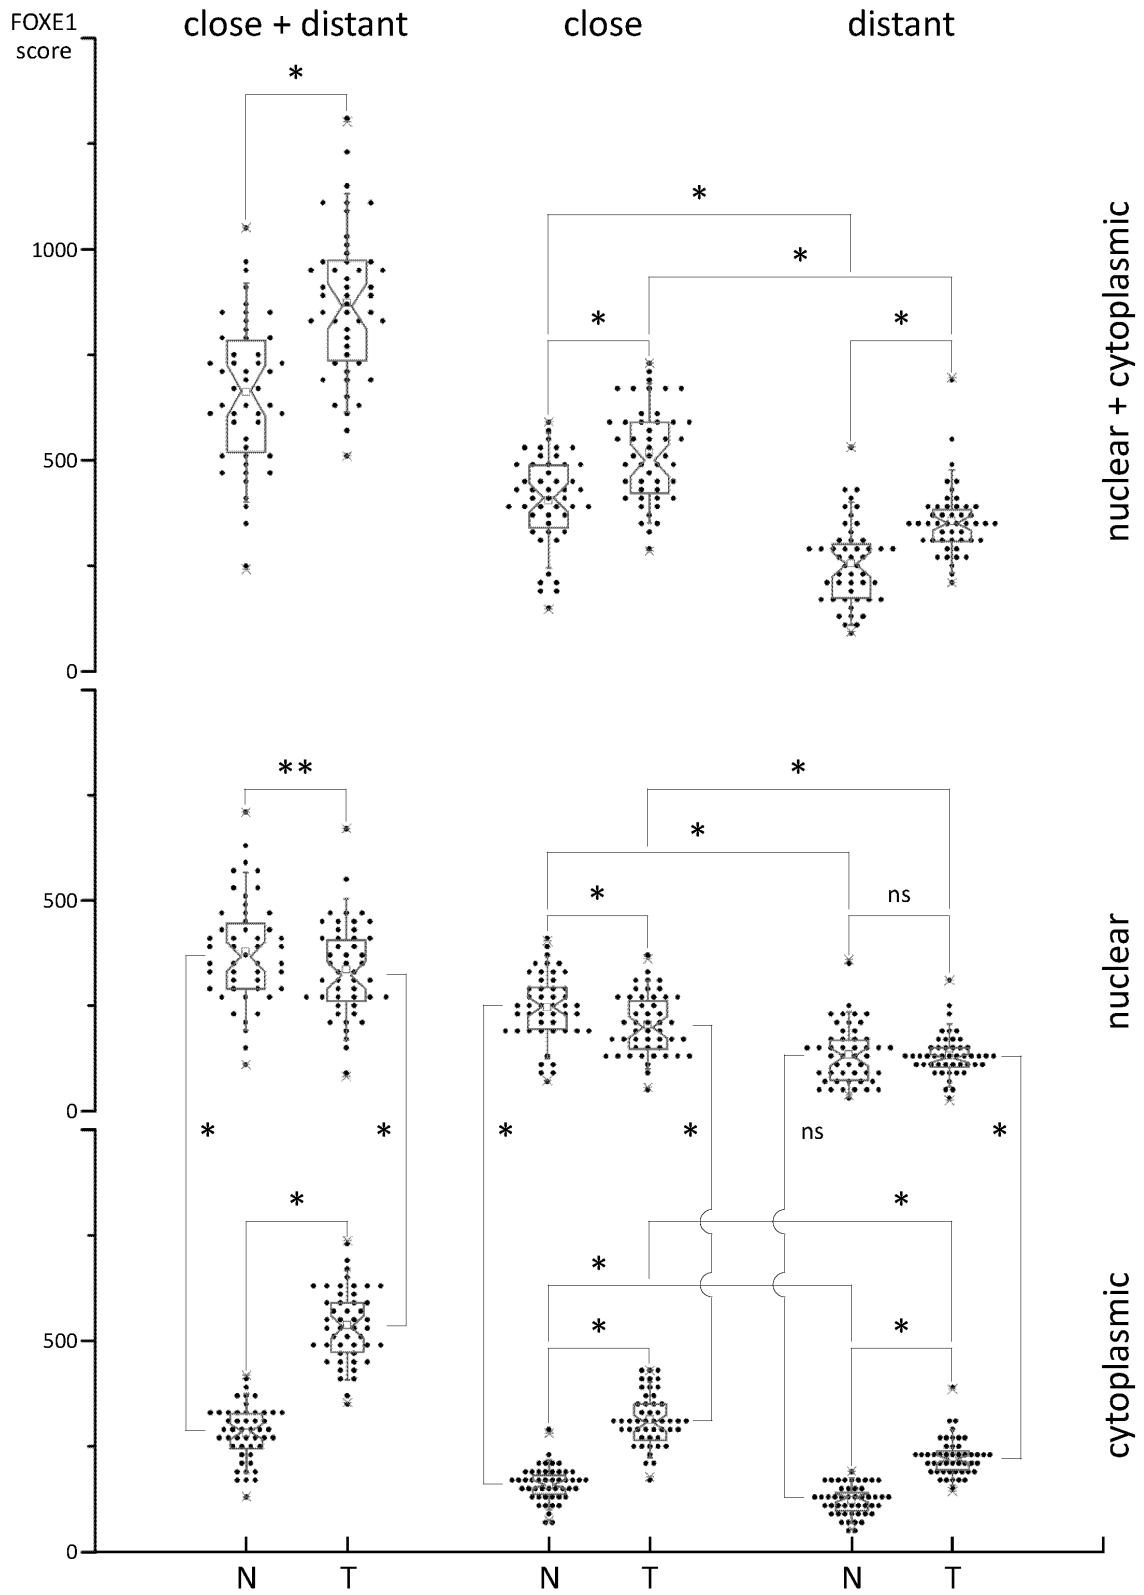 FOXE1
score
close + distant
close
distant
*
*
*
1000
*
*
500
nuclear + cytoplasmic
0
**
*
*
500
*
ns
nuclear
0
*
*
*
*
ns
*
*
*
*
500
*
*
cytoplasmic
0
N
T
N
T
N
T